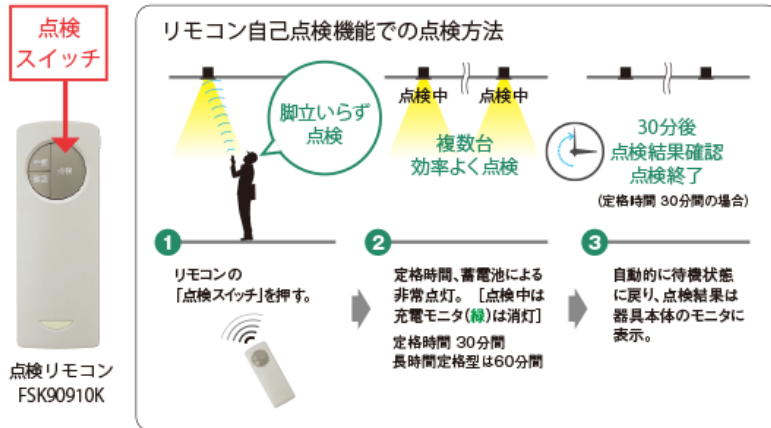 点検
スイッチ
中断
確認
点検
点検リモコン
FSK90910K
リモコン自己点検機能での点検方法
脚立いらず
点検
点検中
点検中
複数台
効率よく点検
30分後
点検結果確認
点検終了
(定格時間 30分間の場合)
1
リモコンの
「点検スイッチ」を押す。
2
定格時間、蓄電池による
非常点灯。 [点検中は
充電モニタ(緑)は消灯]
定格時間 30分間
長時間定格型は60分間
3
自動的に待機状態
に戻り、点検結果は
器具本体のモニタに
表示。